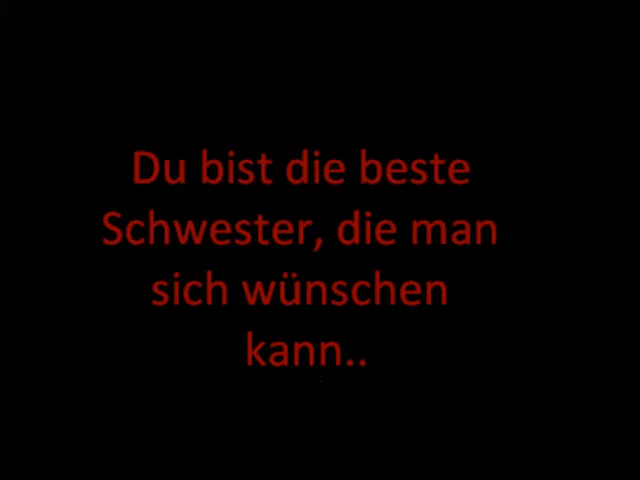 Du bist die beste
Schwester, die man
sich wünschen
kann..